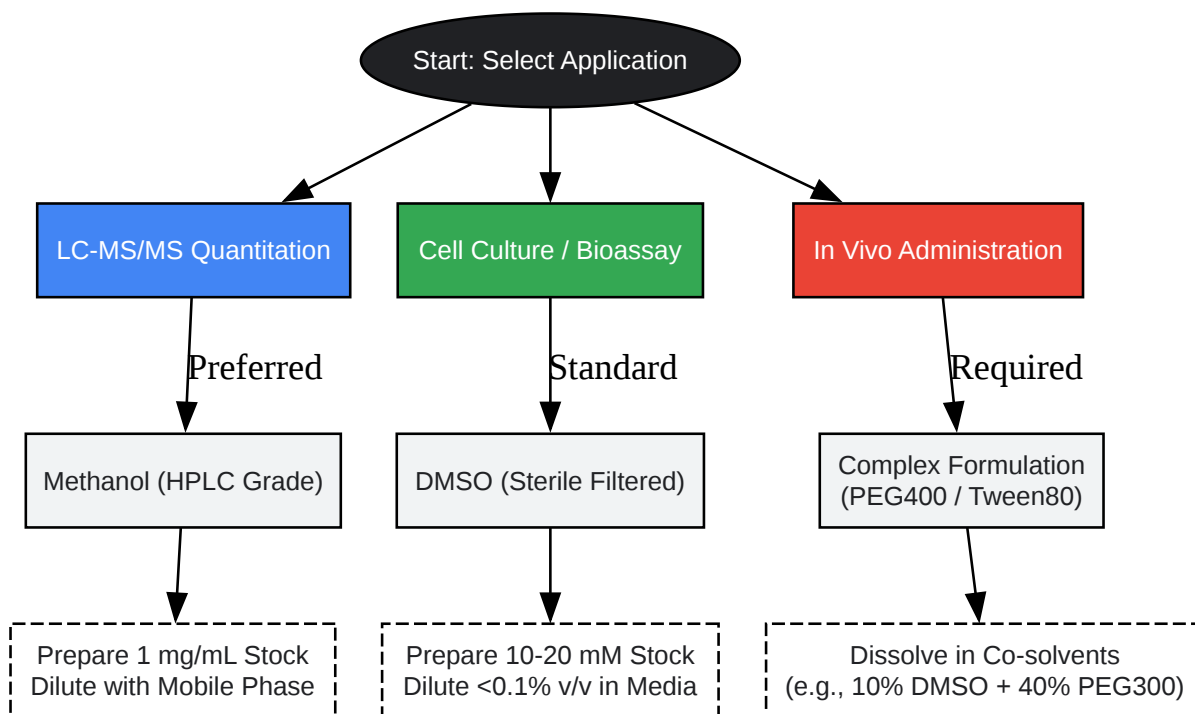 Start: Select Application
LC-MS/MS Quantitation
Cell Culture / Bioassay
In Vivo Administration
Preferred
Standard
Required
Methanol (HPLC Grade)
DMSO (Sterile Filtered)
Complex Formulation
(PEG400 / Tween80)
Prepare 1 mg/mL Stock
Dilute with Mobile Phase
Prepare 10-20 mM Stock
Dilute <0.1% v/v in Media
Dissolve in Co-solvents
(e.g., 10% DMSO + 40% PEG300)